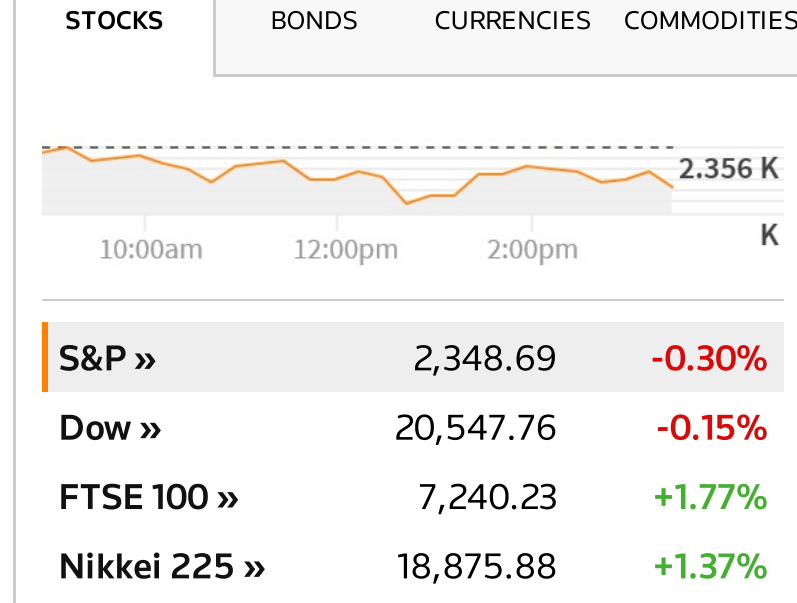 STOCKS BONDS CURRENCIES COMMODITIES
2.356 K
K
10:00am 12:00pm 2:00pm
S&P » 2,348.69 -0.30%
Dow » 20,547.76 -0.15%
FTSE 100 » 7,240.23 +1.77%
Nikkei 225 » 18,875.88 +1.37%